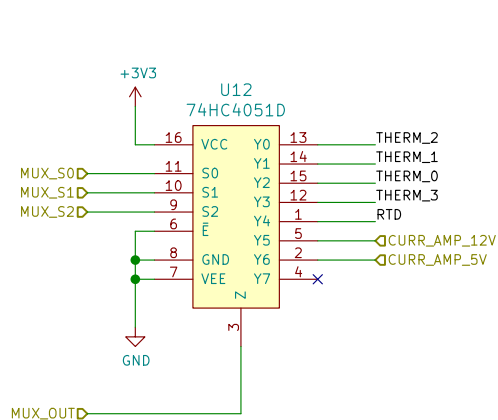 +3V3
U12
74HC4051D
16 VCC Y0 13 THERM_2
Y1 14 THERM_1
MUX_S0 11 S0
Y2 15 THERM_0
MUX_S1 10 S1
Y3 12 THERM_3
MUX_S2 9 S2
Y4 1 RTD
6 E̅
Y5 5 CURR_AMP_12V
8 GND Y6 2 CURR_AMP_5V
7 VEE Y7 4
Z
3
GND
MUX_OUT